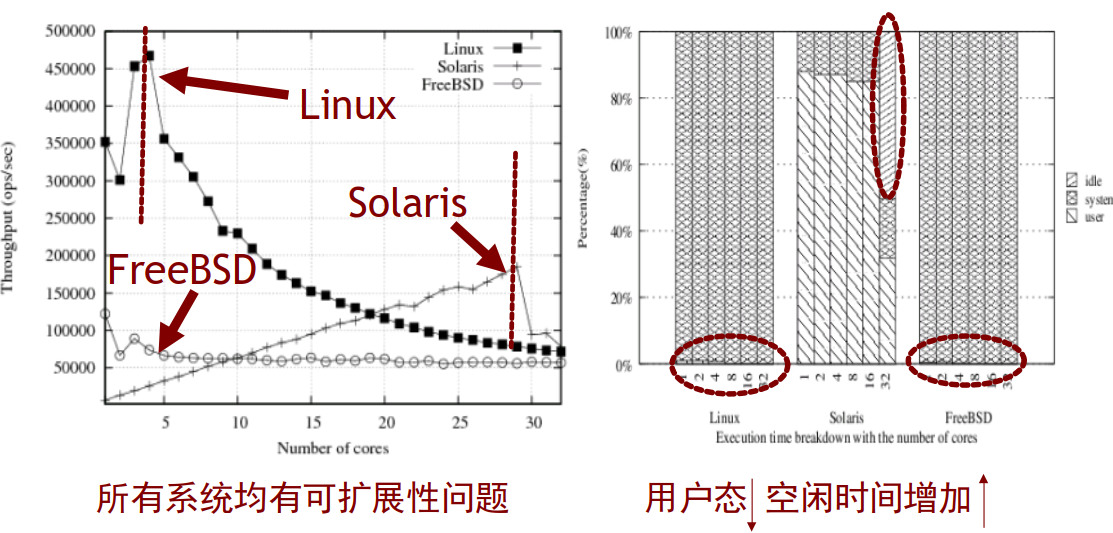 500000
450000
400000
350000
300000
250000
200000
150000
100000
50000
Throughput (ops/sec)
5 10 15 20 25 30
Number of cores
Linux
Solaris
FreeBSD
Linux
Solaris
FreeBSD
所有系统均有可扩展性问题
100%
80%
60%
40%
20%
0%
Percentage(%)
1 2 4 8 16 32
1 2 4 8 16 32
2 4 8
Linux Solaris FreeBSD
Execution time breakdown with the number of cores
idle
system
user
用户态 空闲时间增加